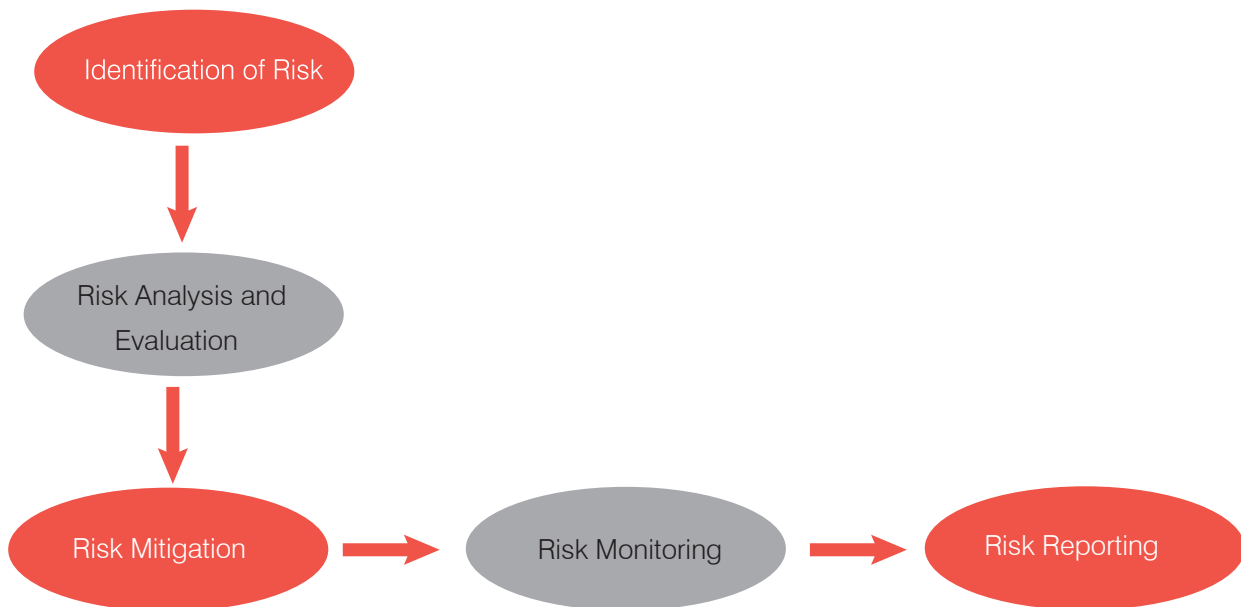 Identification of Risk
Risk Analysis and
Evaluation
Risk Mitigation
Risk Monitoring
Risk Reporting